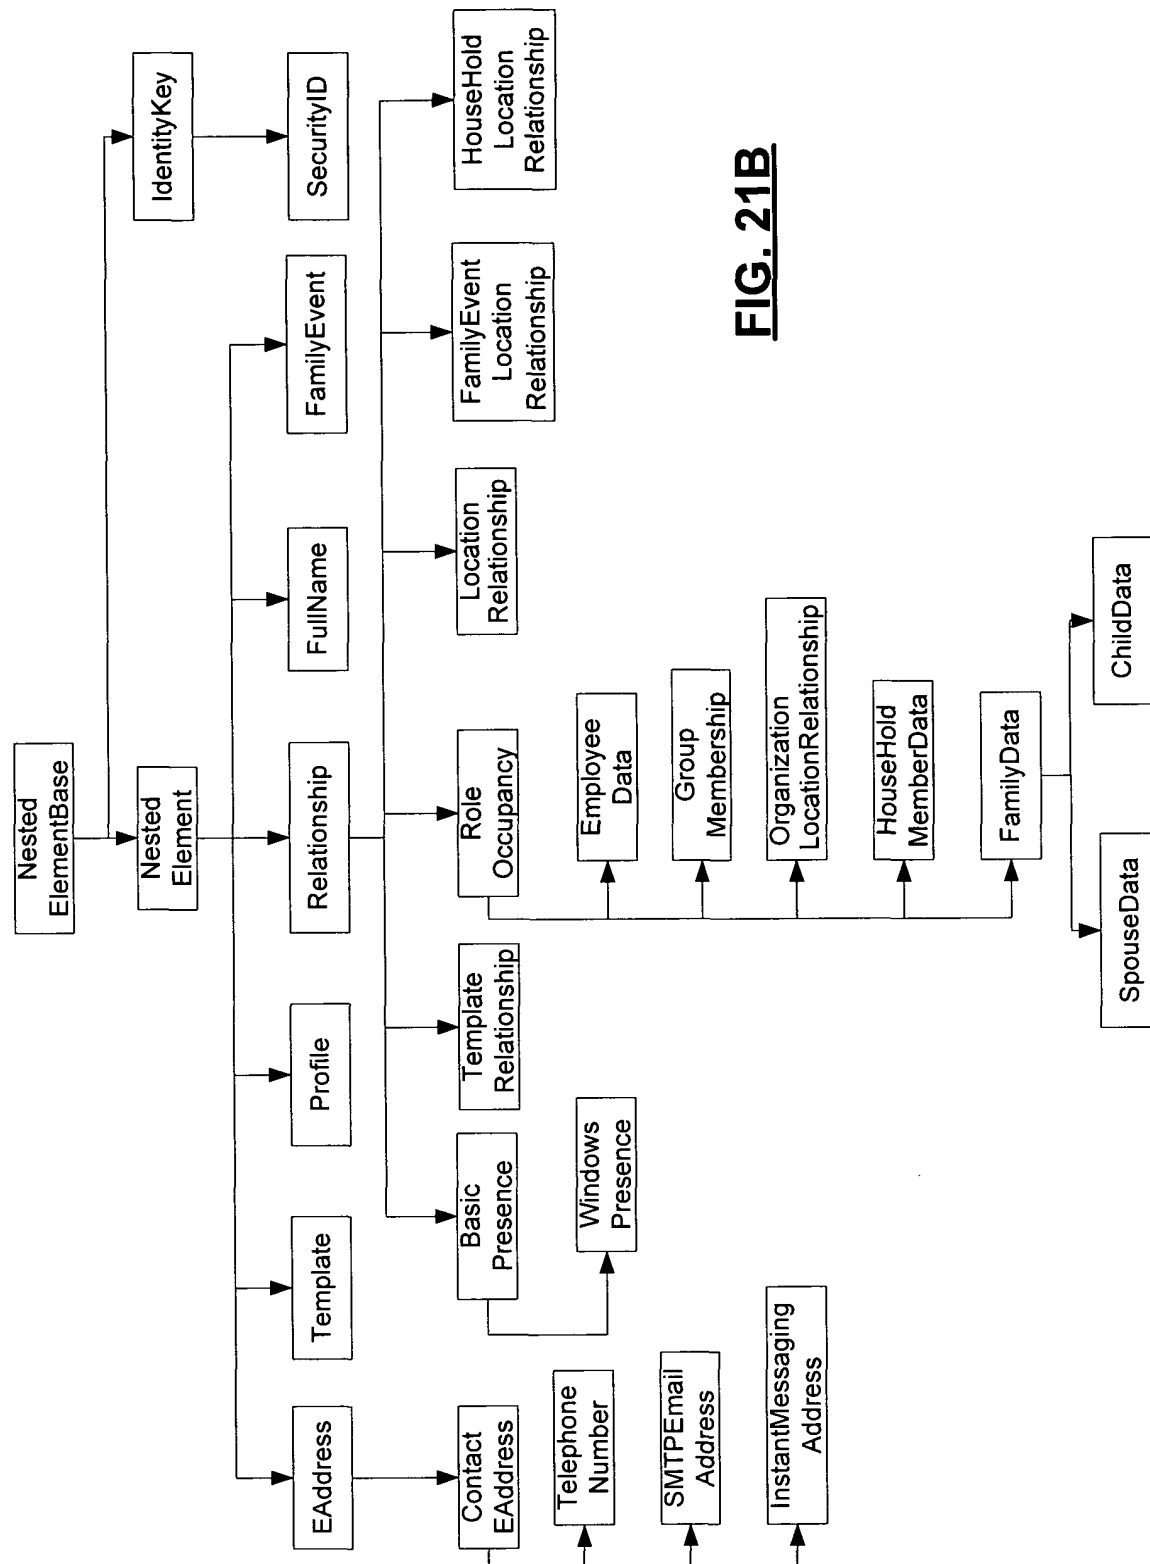 Nested
ElementBase
Nested
Element
IdentityKey
EAddress
Template
Profile
Relationship
FullName
FamilyEvent
SecurityID
Contact
EAddress
Basic
Presence
Template
Relationship
Role
Occupancy
Location
Relationship
FamilyEvent
Location
Relationship
HouseHold
Location
Relationship
Telephone
Number
SMTPEmail
Address
InstantMessaging
Address
Windows
Presence
Employee
Data
Group
Membership
Organization
LocationRelationship
HouseHold
MemberData
FamilyData
SpouseData
ChildData
FIG. 21B